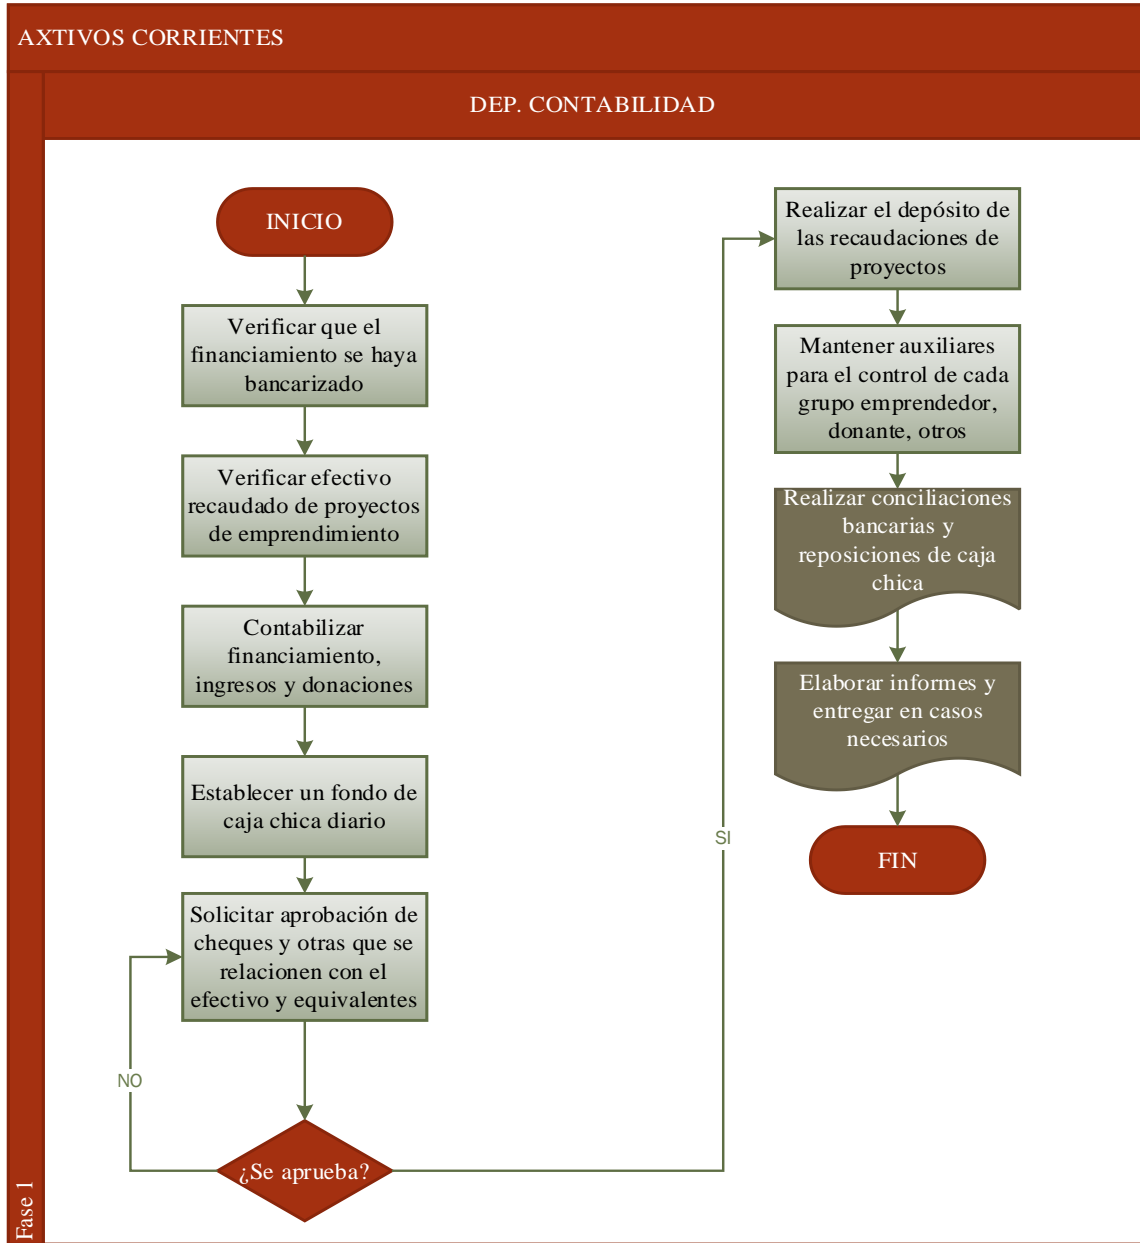 AXTIVOS CORRIENTES
DEP. CONTABILIDAD
Fase 1
INICIO
Verificar que el
financiamiento se haya
bancarizado
Verificar efectivo
recaudado de proyectos
de emprendimiento
Contabilizar
financiamiento,
ingresos y donaciones
Establecer un fondo de
caja chica diario
Solicitar aprobación de
cheques y otras que se
relacionen con el
efectivo y equivalentes
NO
¿Se aprueba?
SI
Realizar el depósito de
las recaudaciones de
proyectos
Mantener auxiliares
para el control de cada
grupo emprendedor,
donante, otros
Realizar conciliaciones
bancarias y
reposiciones de caja
chica
Elaborar informes y
entregar en casos
necesarios
FIN